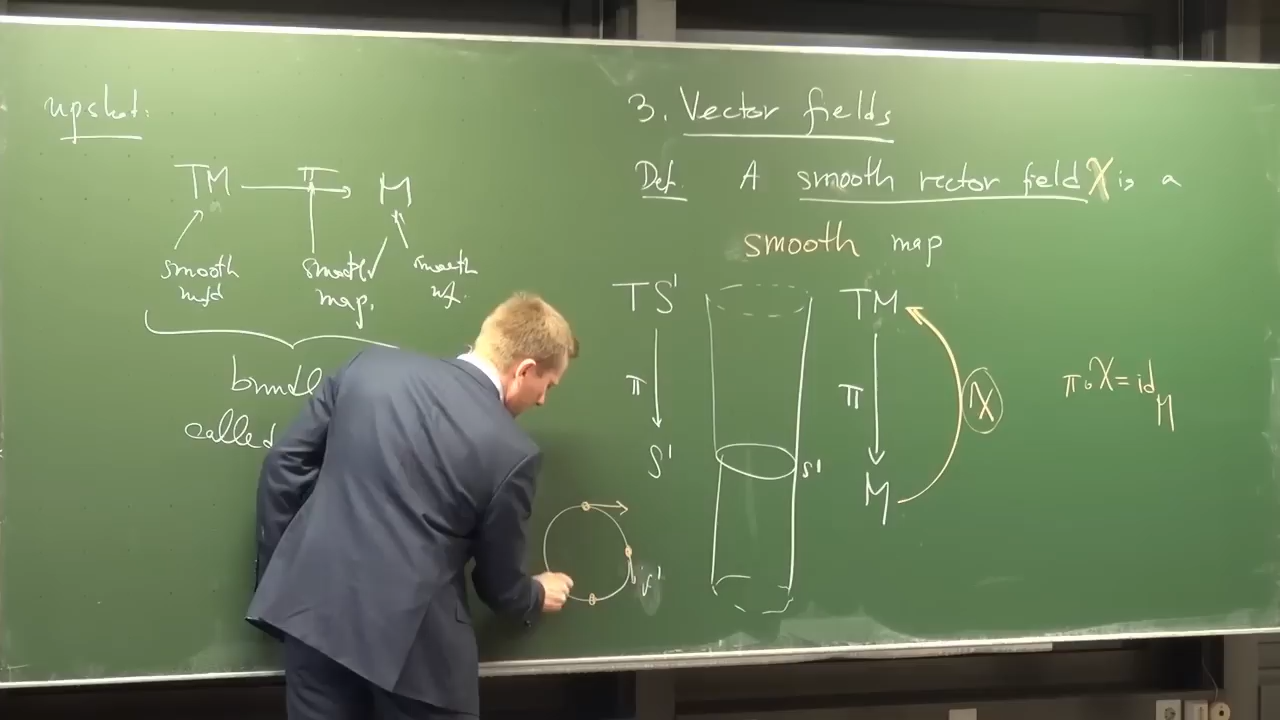 upshot:
TM π M
smooth smooth smooth
mfd map. mf.
bundle
called
3. Vector fields
Def. A smooth vector field X is a
smooth map
TS¹
π
S¹
S¹
TM
π
M
X
π∘X = id_M